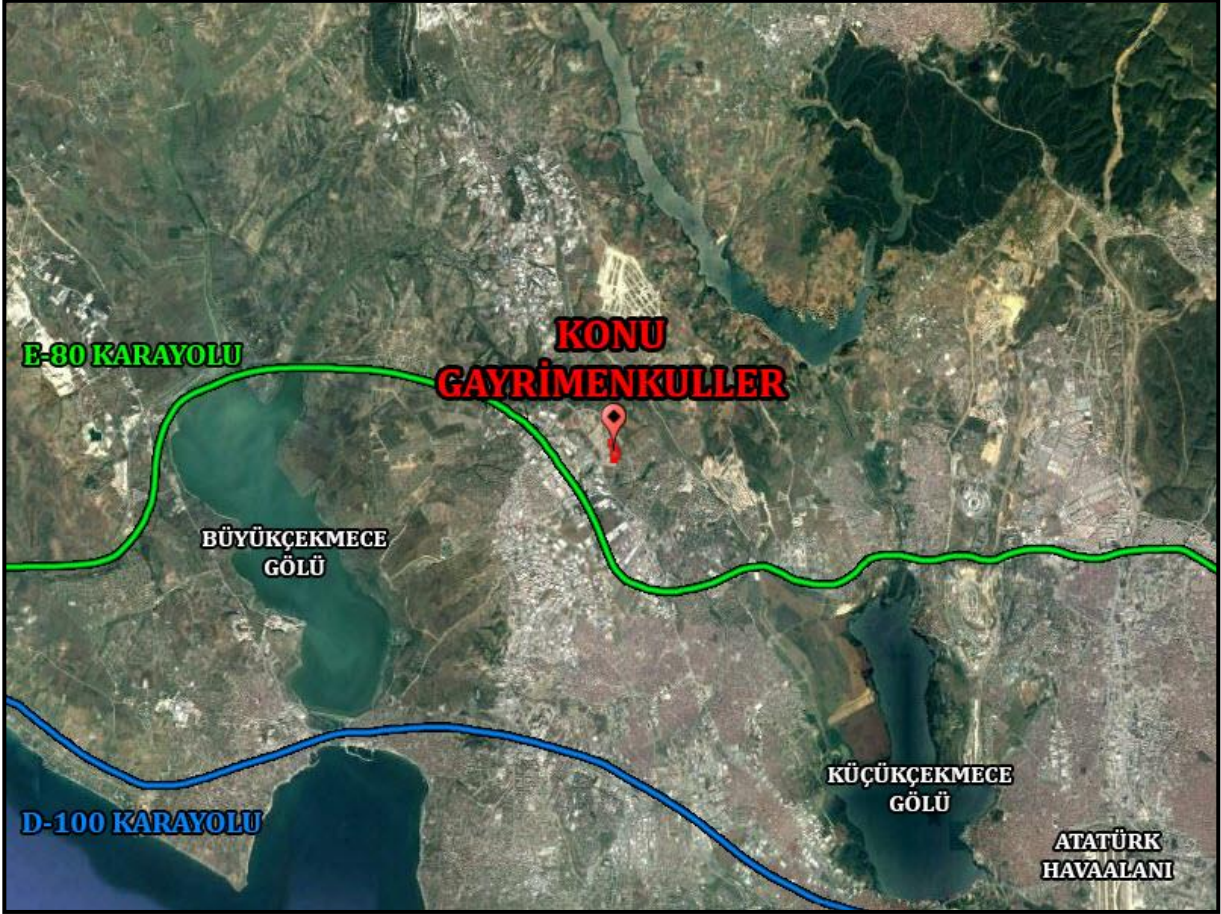 KONU
GAYRİMENKULLER
E-80 KARAYOLU
BÜYÜKÇEKMECE
GÖLÜ
D-100 KARAYOLU
KÜÇÜKÇEKMECE
GÖLÜ
ATATÜRK
HAVAALANI